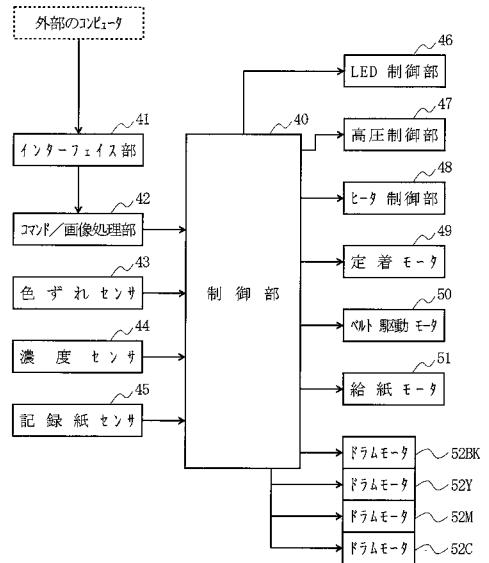 外部のコンピュータ
41
インターフェイス部
42
コマンド／画像処理部
43
色ずれセンサ
44
濃度センサ
45
記録紙センサ
40
制御部
46
LED 制御部
47
高圧制御部
48
ヒータ 制御部
49
定着モータ
50
ベルト 駆動 モータ
51
給紙モータ
ドラムモータ 52BK
ドラムモータ 52Y
ドラムモータ 52M
ドラムモータ 52C